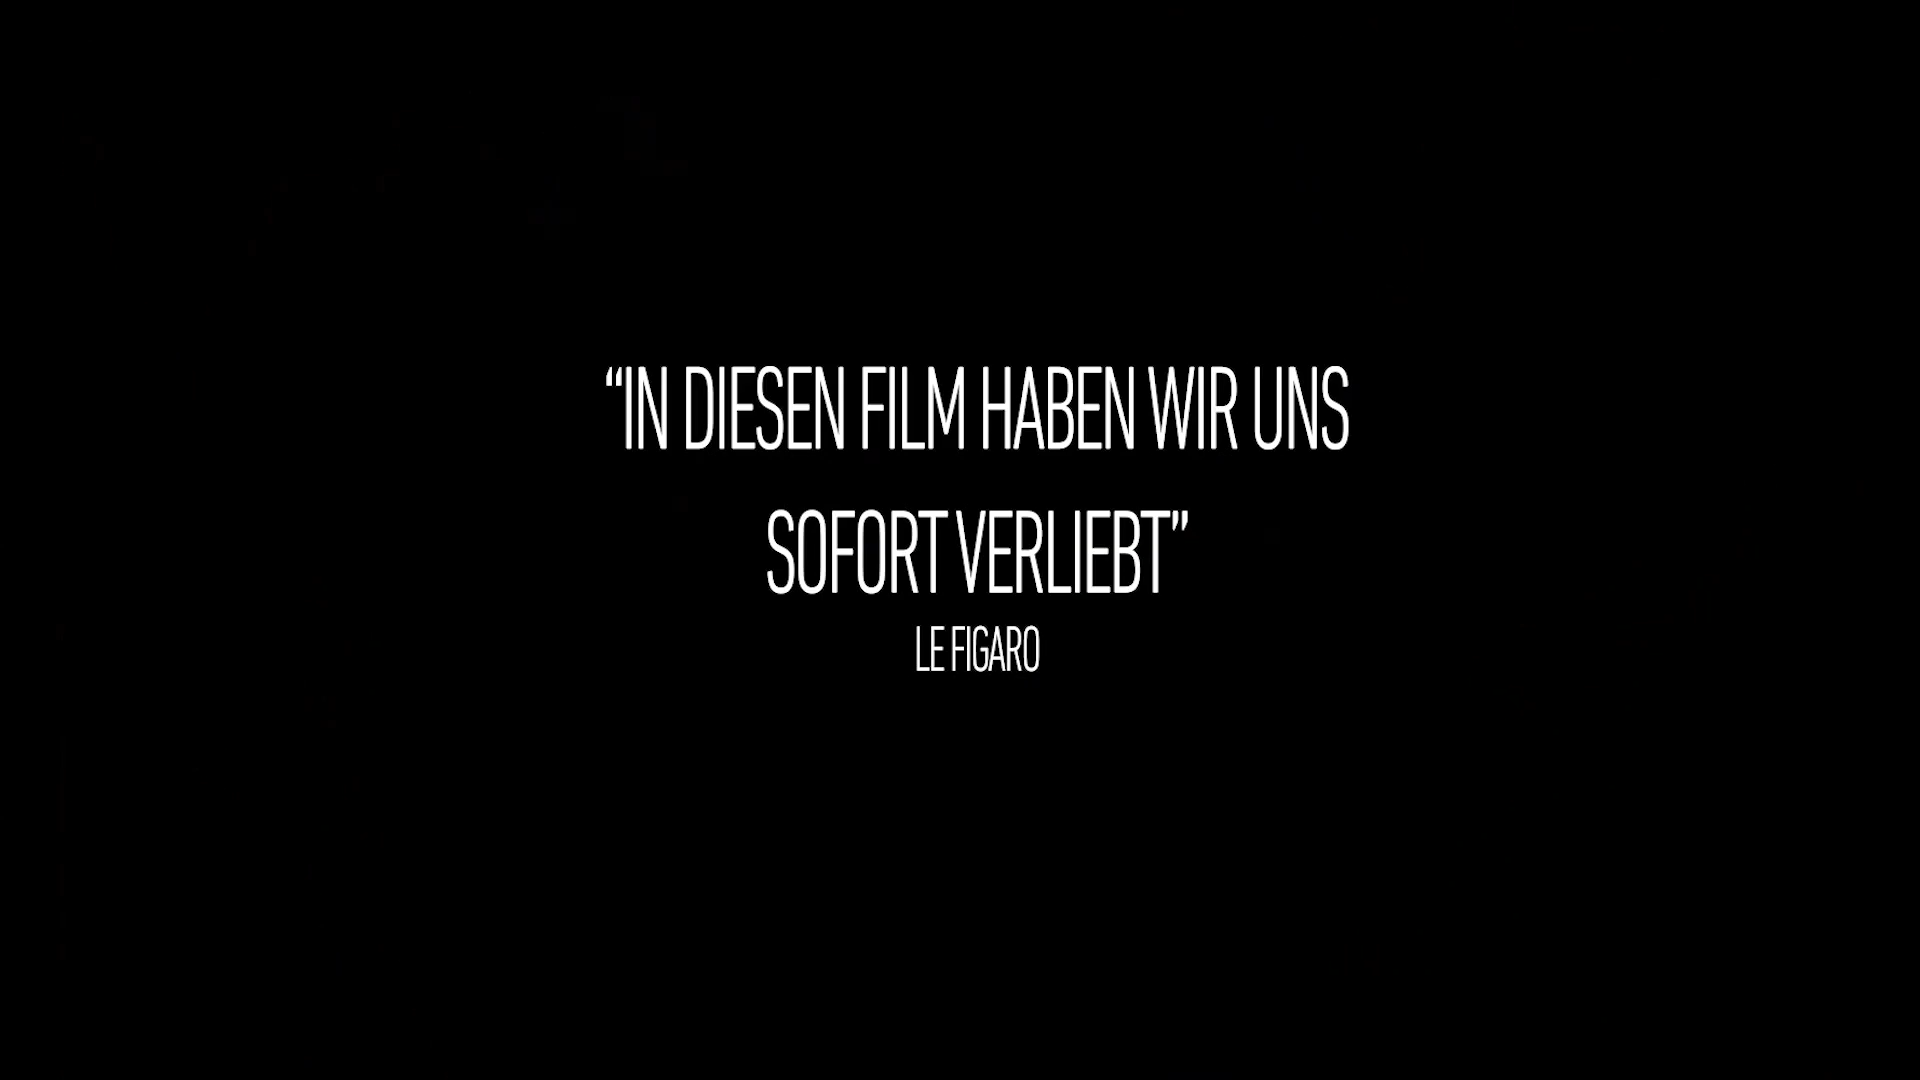 “IN DIESEN FILM HABEN WIR UNS
SOFORT VERLIEBT”
LE FIGARO